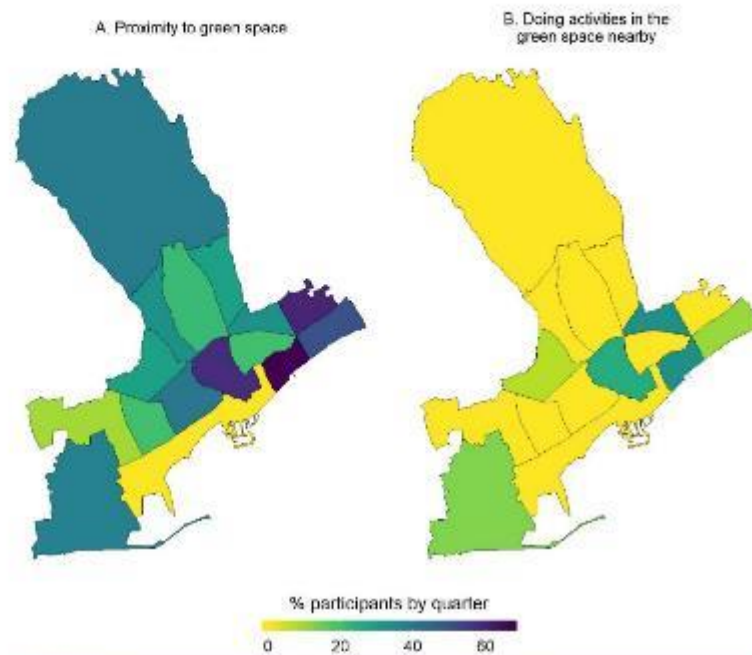 A. Proximity to green space
B. Doing activities in the
green space nearby
% participants by quarter
0 20 40 60